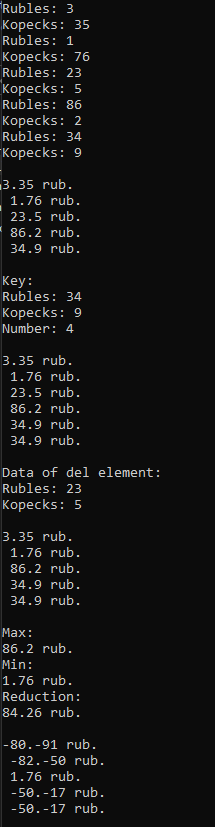 Rubles: 3
Kopecks: 35
Rubles: 1
Kopecks: 76
Rubles: 23
Kopecks: 5
Rubles: 86
Kopecks: 2
Rubles: 34
Kopecks: 9
3.35 rub.
1.76 rub.
23.5 rub.
86.2 rub.
34.9 rub.
Key:
Rubles: 34
Kopecks: 9
Number: 4
3.35 rub.
1.76 rub.
23.5 rub.
86.2 rub.
34.9 rub.
34.9 rub.
Data of del element:
Rubles: 23
Kopecks: 5
3.35 rub.
1.76 rub.
86.2 rub.
34.9 rub.
34.9 rub.
Max:
86.2 rub.
Min:
1.76 rub.
Reduction:
84.26 rub.
-80.-91 rub.
-82.-50 rub.
1.76 rub.
-50.-17 rub.
-50.-17 rub.